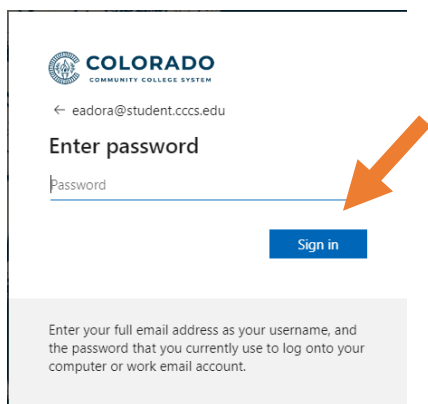 COLORADO
COMMUNITY COLLEGE SYSTEM
← eadora@student.cccs.edu
Enter password
Password
Sign in
Enter your full email address as your username, and
the password that you currently use to log onto your
computer or work email account.